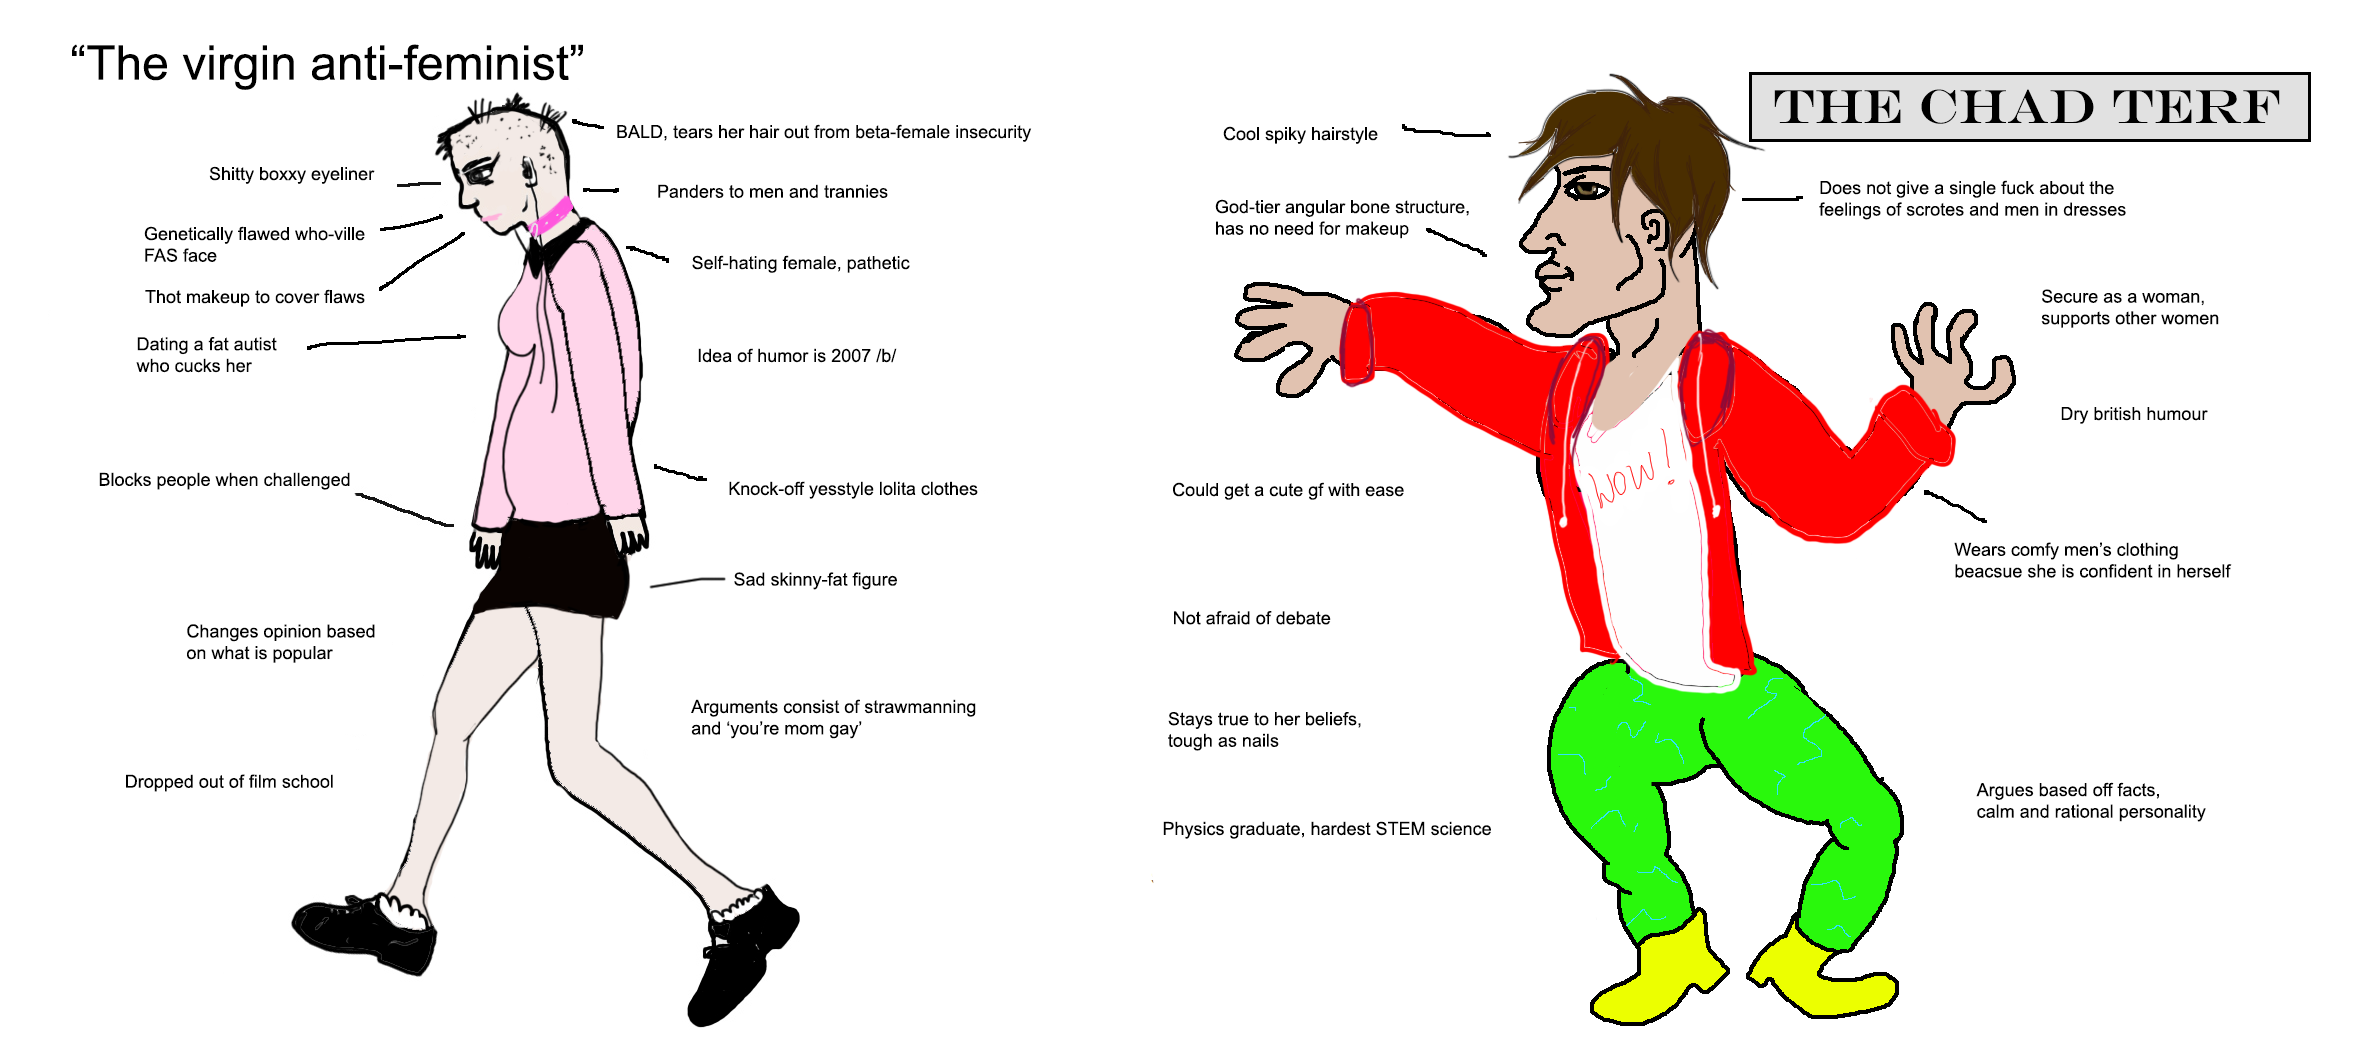 “The virgin anti-feminist”
BALD, tears her hair out from beta-female insecurity
Shitty boxxy eyeliner
Panders to men and trannies
Genetically flawed who-ville
FAS face
Self-hating female, pathetic
Thot makeup to cover flaws
Dating a fat autist
who cucks her
Idea of humor is 2007 /b/
Blocks people when challenged
Knock-off yesstyle lolita clothes
Sad skinny-fat figure
Changes opinion based
on what is popular
Arguments consist of strawmanning
and ‘you’re mom gay’
Dropped out of film school
THE CHAD TERF
Cool spiky hairstyle
Does not give a single fuck about the
feelings of scrotes and men in dresses
God-tier angular bone structure,
has no need for makeup
Secure as a woman,
supports other women
Dry british humour
WOW!
Could get a cute gf with ease
Wears comfy men’s clothing
beacsue she is confident in herself
Not afraid of debate
Stays true to her beliefs,
tough as nails
Argues based off facts,
calm and rational personality
Physics graduate, hardest STEM science